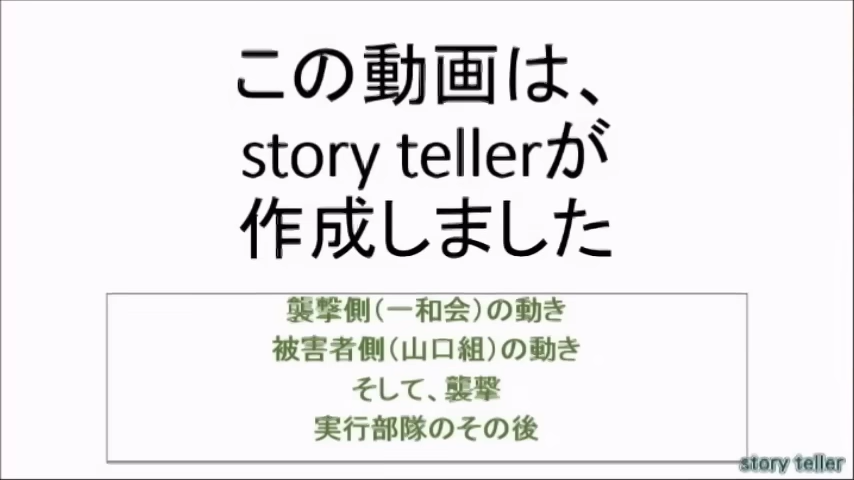 この動画は、
story tellerが
作成しました
襲撃側(一和会)の動き
被害者側(山口組)の動き
そして、襲撃
実行部隊のその後
story teller